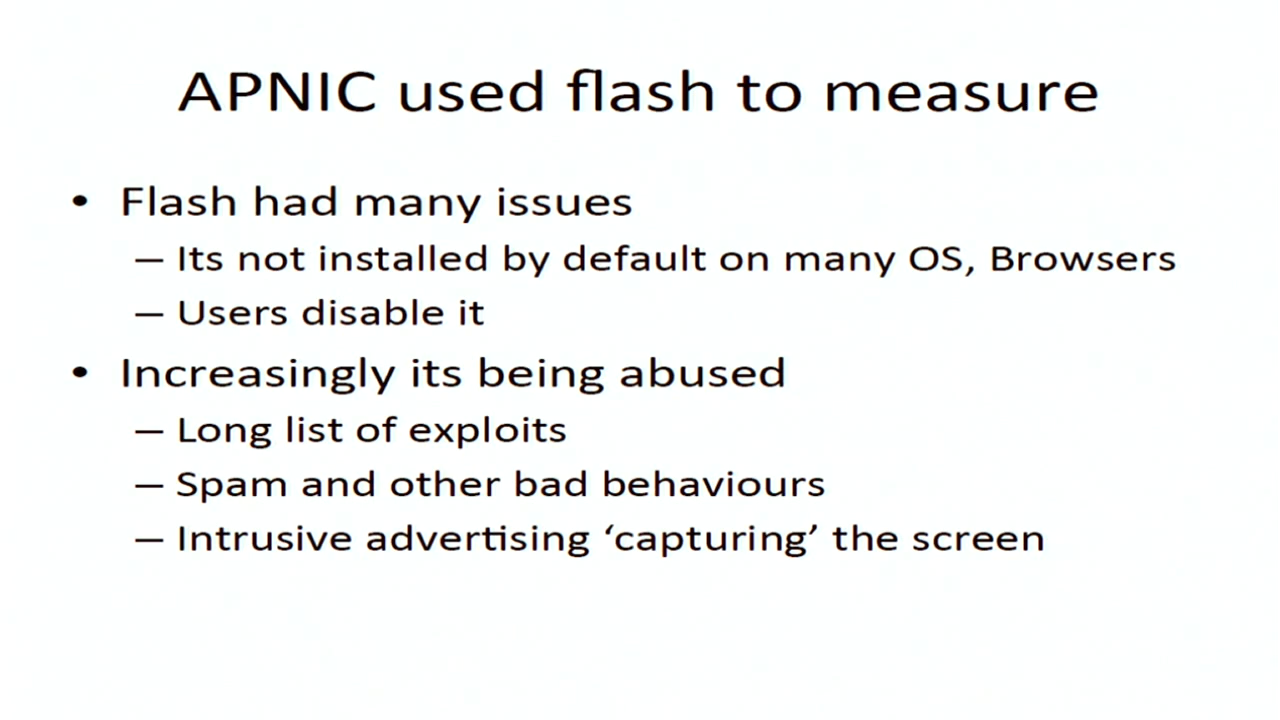 APNIC used flash to measure
• Flash had many issues
– Its not installed by default on many OS, Browsers
– Users disable it
• Increasingly its being abused
– Long list of exploits
– Spam and other bad behaviours
– Intrusive advertising ‘capturing’ the screen